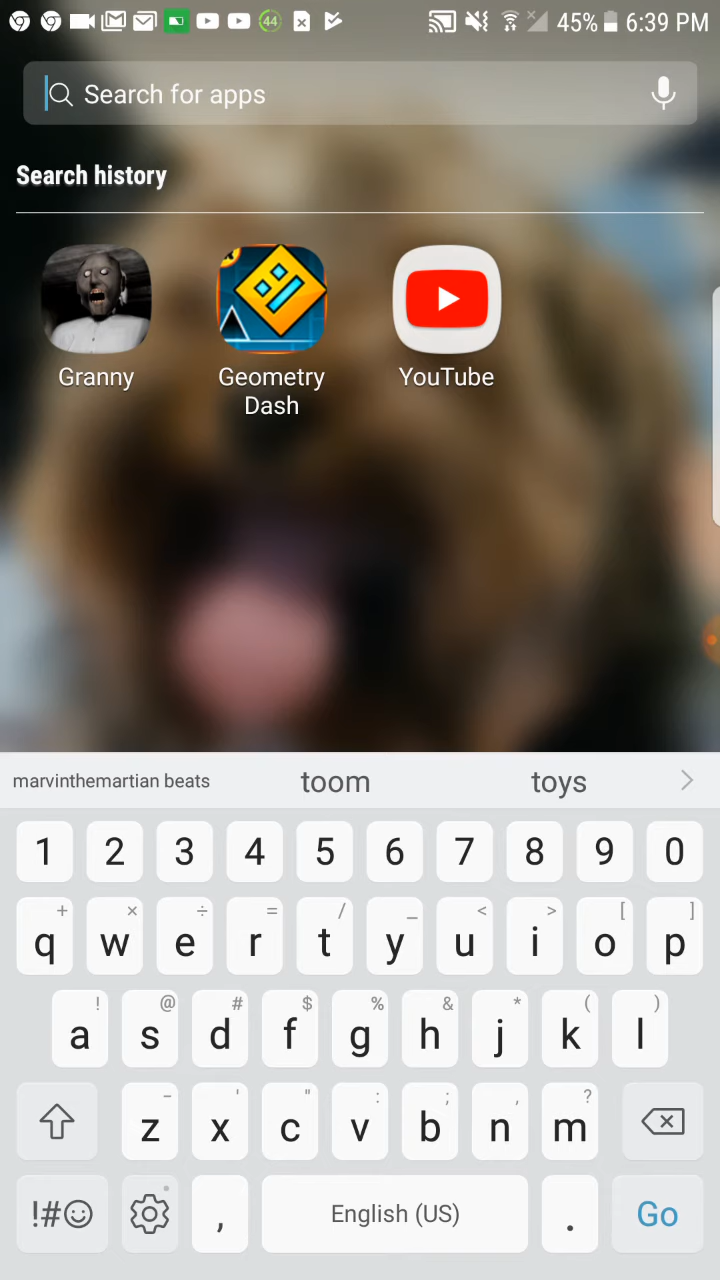 44 45% 6:39 PM
Search for apps
Search history
Granny
Geometry
Dash
YouTube
marvinthemartian beats toom toys
1 2 3 4 5 6 7 8 9 0
+ × ÷ = / _ < > [ ]
q w e r t y u i o p
! @ # $ % & * ( )
a s d f g h j k l
- ' " : ; , ?
z x c v b n m
!#☺ , English (US) . Go